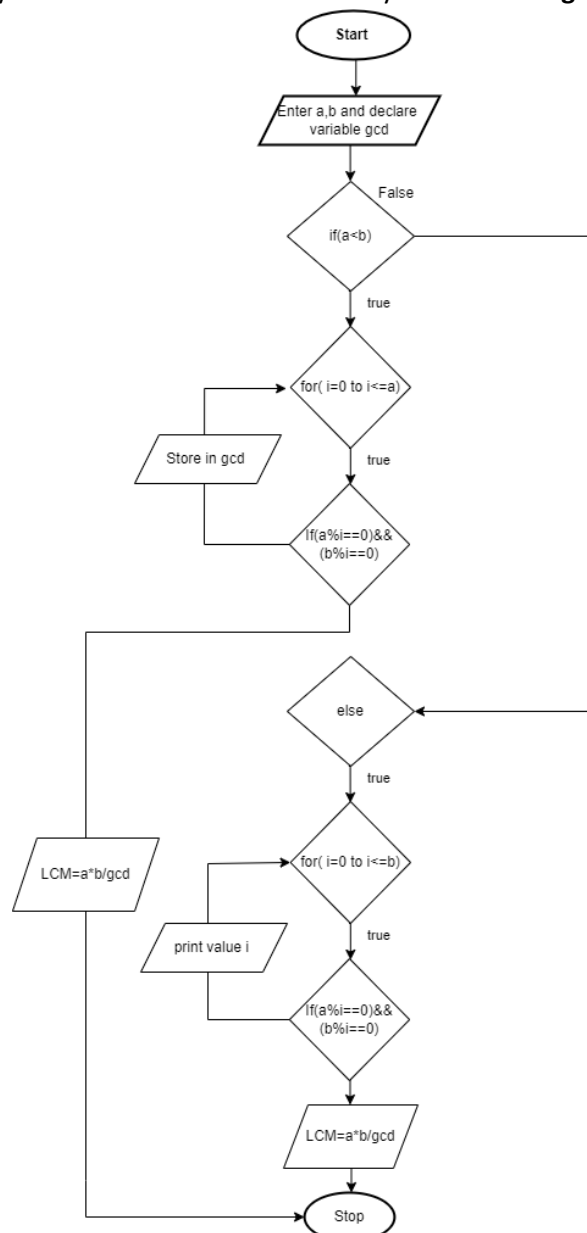 Start
Enter a,b and declare
variable gcd
False
if(a<b)
true
for( i=0 to i<=a)
Store in gcd
true
If(a%i==0)&&
(b%i==0)
else
true
LCM=a*b/gcd
for( i=0 to i<=b)
print value i
true
If(a%i==0)&&
(b%i==0)
LCM=a*b/gcd
Stop